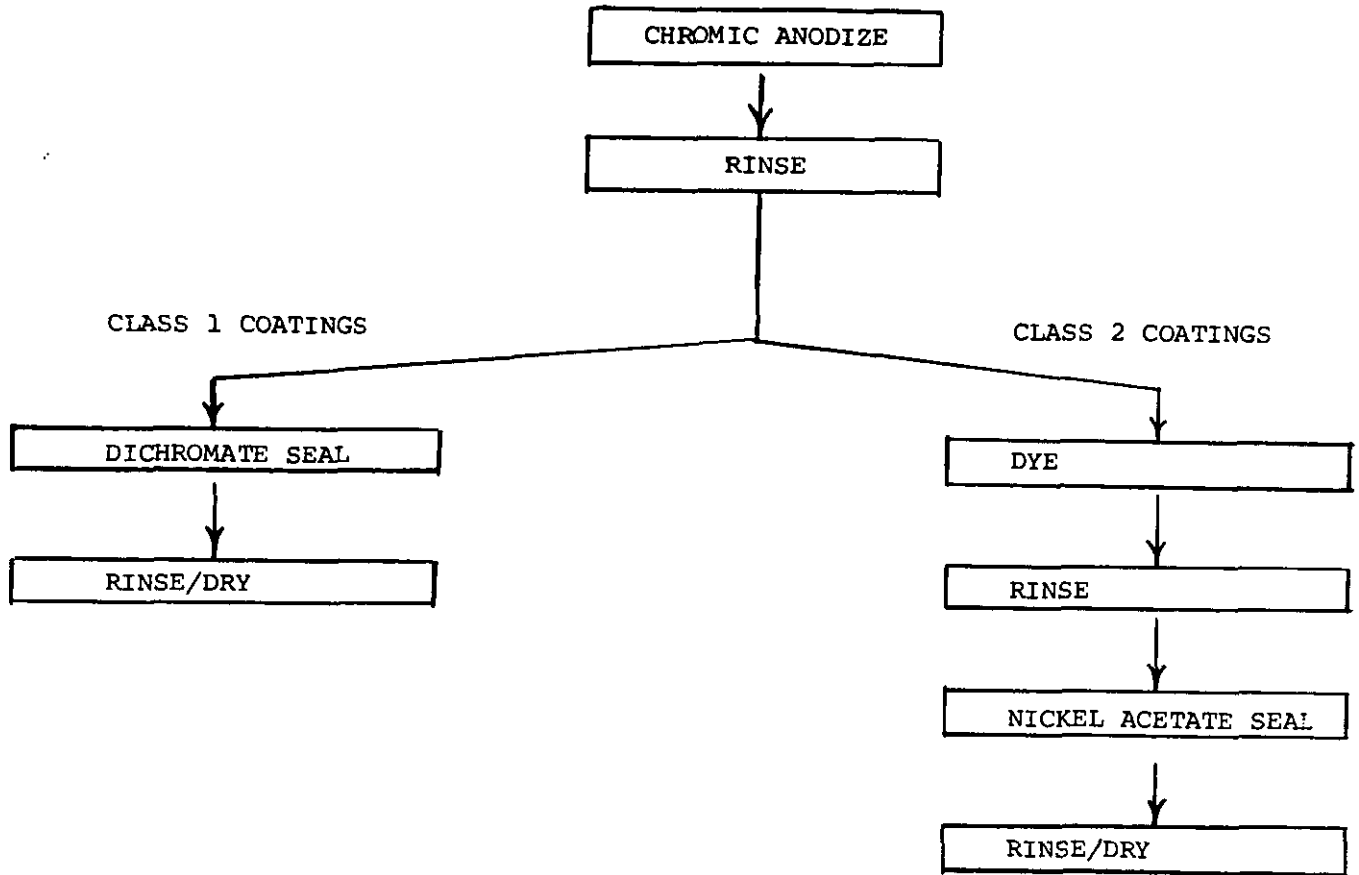 CHROMIC ANODIZE
RINSE
CLASS 1 COATINGS
CLASS 2 COATINGS
DICHROMATE SEAL
DYE
RINSE/DRY
RINSE
NICKEL ACETATE SEAL
RINSE/DRY